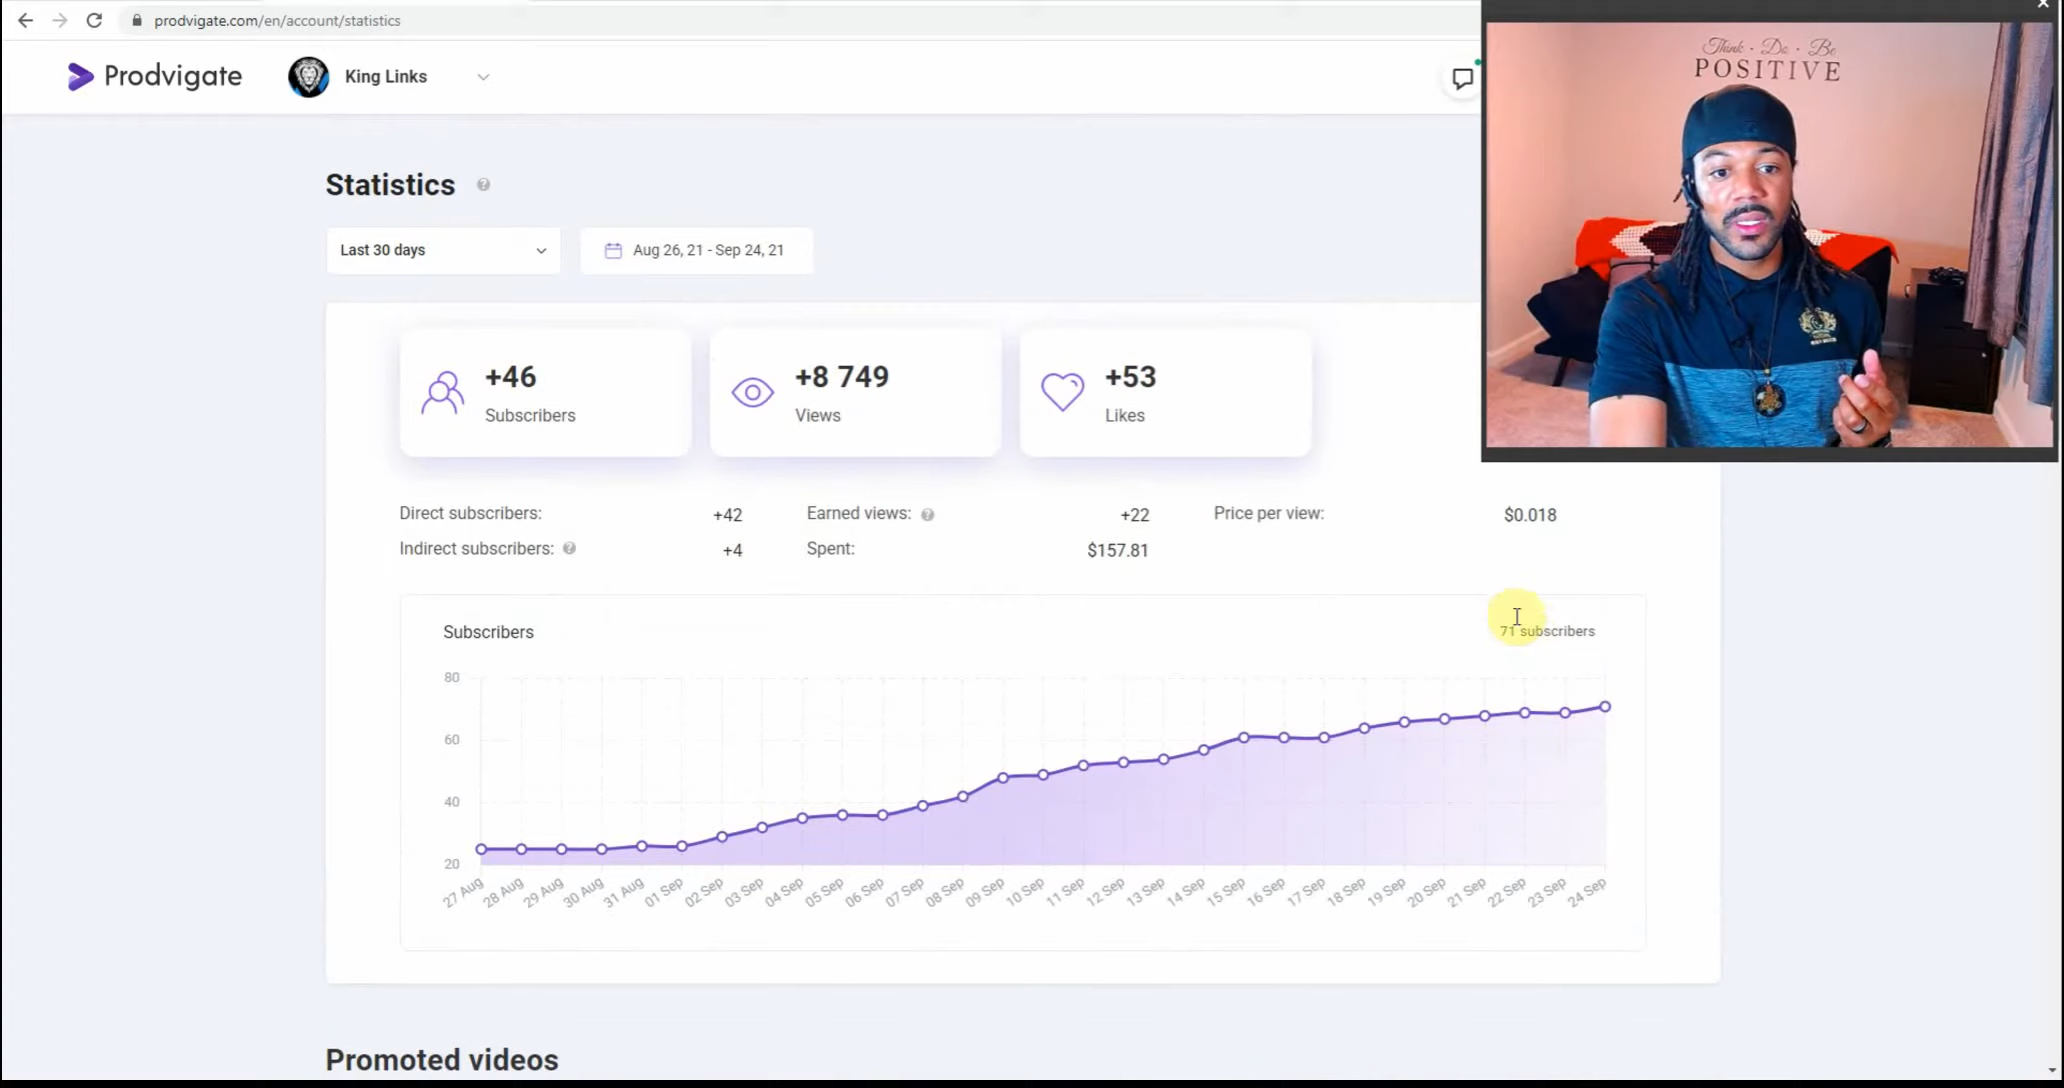 prodvigate.com/en/account/statistics
Think · Do · Be
POSITIVE
Prodvigate
King Links
Statistics
Last 30 days
Aug 26, 21 - Sep 24, 21
+46
Subscribers
+8 749
Views
+53
Likes
Direct subscribers: +42
Earned views: +22
Price per view: $0.018
Indirect subscribers: +4
Spent: $157.81
Subscribers
71 subscribers
80
60
40
20
27 Aug 28 Aug 29 Aug 30 Aug 31 Aug 01 Sep 02 Sep 03 Sep 04 Sep 05 Sep 06 Sep 07 Sep 08 Sep 09 Sep 10 Sep 11 Sep 12 Sep 13 Sep 14 Sep 15 Sep 16 Sep 17 Sep 18 Sep 19 Sep 20 Sep 21 Sep 22 Sep 23 Sep 24 Sep
Promoted videos